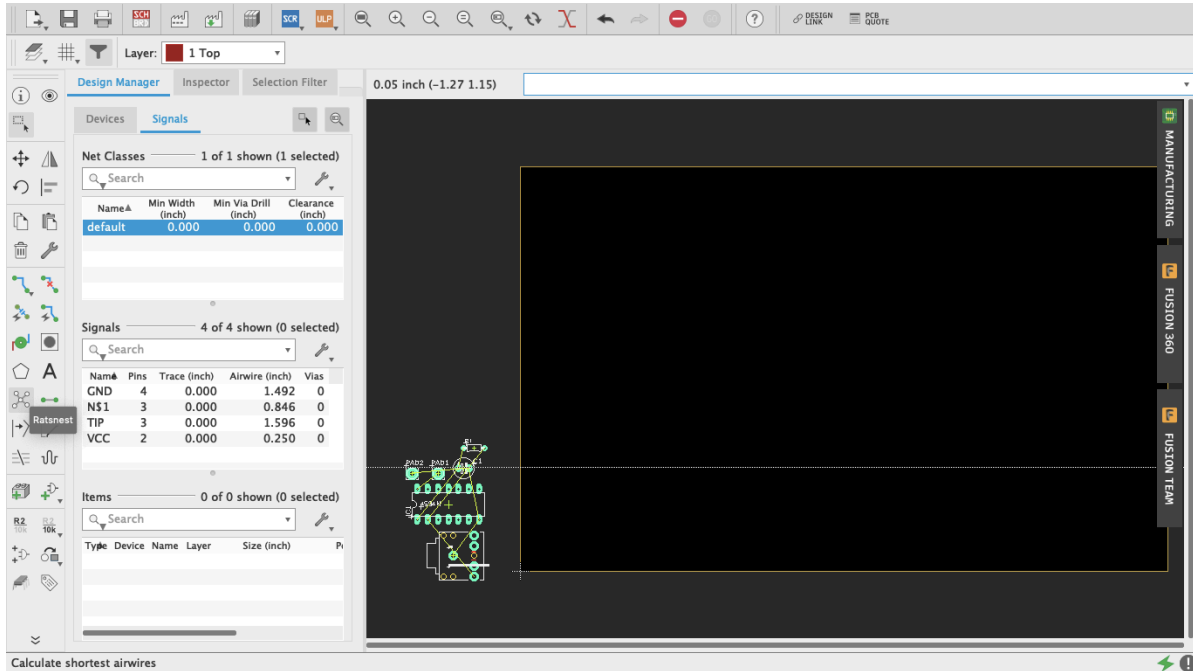 SCH
SCR
ULP
?
DESIGN
LINK
PCB
QUOTE
Layer: 1 Top
Design Manager Inspector Selection Filter
0.05 inch (-1.27 1.15)
Devices Signals
Net Classes 1 of 1 shown (1 selected)
Search
Name Min Width (inch) Min Via Drill (inch) Clearance (inch)
default 0.000 0.000 0.000
Signals 4 of 4 shown (0 selected)
Search
Name Pins Trace (inch) Airwire (inch) Vias
GND 4 0.000 1.492 0
N$1 3 0.000 0.846 0
TIP 3 0.000 1.596 0
VCC 2 0.000 0.250 0
Items 0 of 0 shown (0 selected)
Search
Type Device Name Layer Size (inch)
A
Ratsnest
R2
10k
R2
10k
PAD2 PAD1
MANUFACTURING
FUSION 360
FUSION TEAM
Calculate shortest airwires